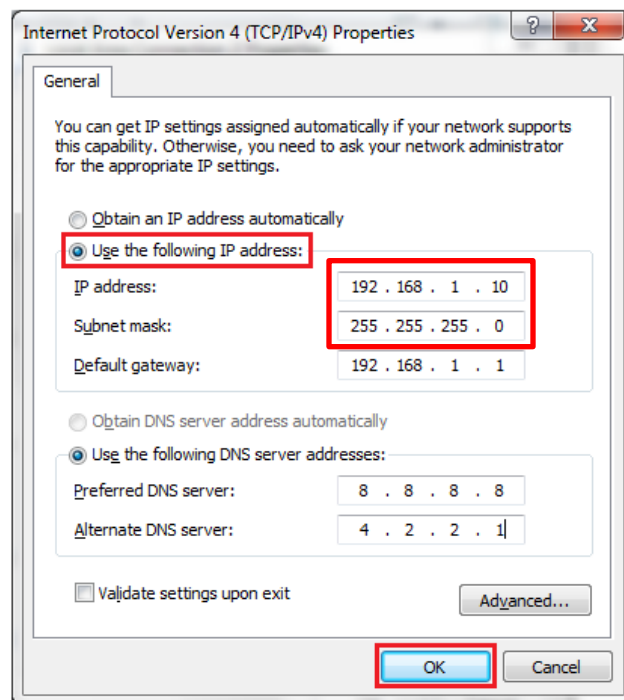 Internet Protocol Version 4 (TCP/IPv4) Properties
General
You can get IP settings assigned automatically if your network supports
this capability. Otherwise, you need to ask your network administrator
for the appropriate IP settings.
Obtain an IP address automatically
Use the following IP address:
IP address: 192 . 168 . 1 . 10
Subnet mask: 255 . 255 . 255 . 0
Default gateway: 192 . 168 . 1 . 1
Obtain DNS server address automatically
Use the following DNS server addresses:
Preferred DNS server: 8 . 8 . 8 . 8
Alternate DNS server: 4 . 2 . 2 . 1
Validate settings upon exit
Advanced...
OK Cancel